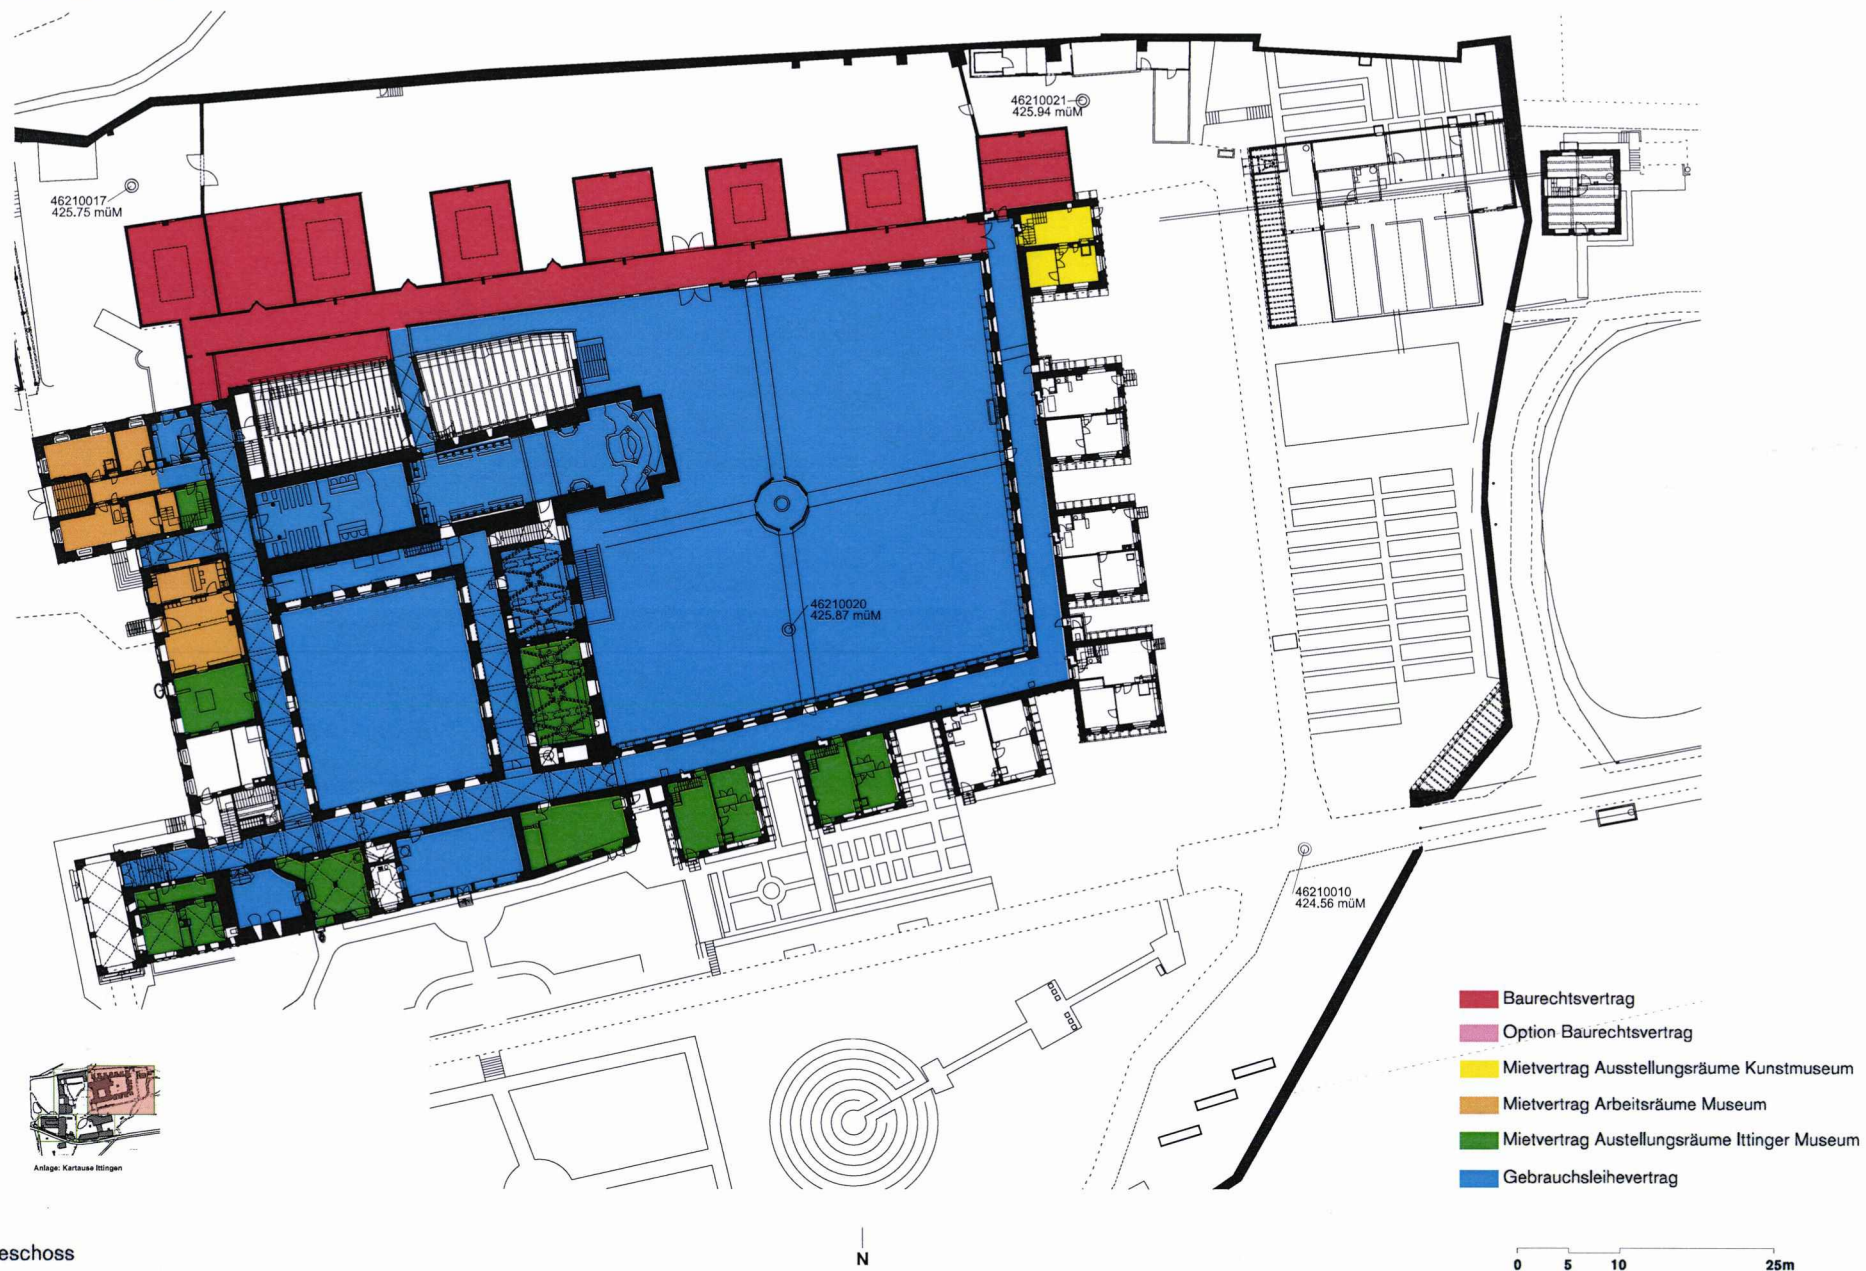 46210021
425.94 müM
46210017
425.75 müM
46210020
425.87 müM
46210010
424.56 müM
Baurechtsvertrag
Option Baurechtsvertrag
Mietvertrag Ausstellungsräume Kunstmuseum
Mietvertrag Arbeitsräume Museum
Mietvertrag Austellungsräume Ittinger Museum
Gebrauchsleihevertrag
Anlage: Kartause Ittingen
eschoss
N
0 5 10 25m